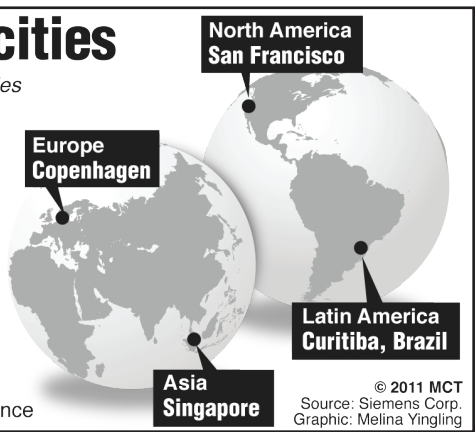 cities
ies
North America
San Francisco
Europe
Copenhagen
Latin America
Curitiba, Brazil
Asia
Singapore
nce
© 2011 MCT
Source: Siemens Corp.
Graphic: Melina Yingling